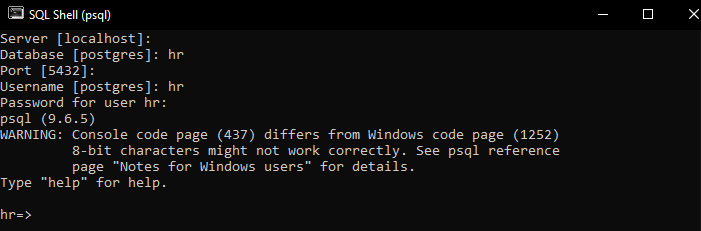 SQL Shell (psql)
Server [localhost]:
Database [postgres]: hr
Port [5432]:
Username [postgres]: hr
Password for user hr:
psql (9.6.5)
WARNING: Console code page (437) differs from Windows code page (1252)
         8-bit characters might not work correctly. See psql reference
         page "Notes for Windows users" for details.
Type "help" for help.

hr=>